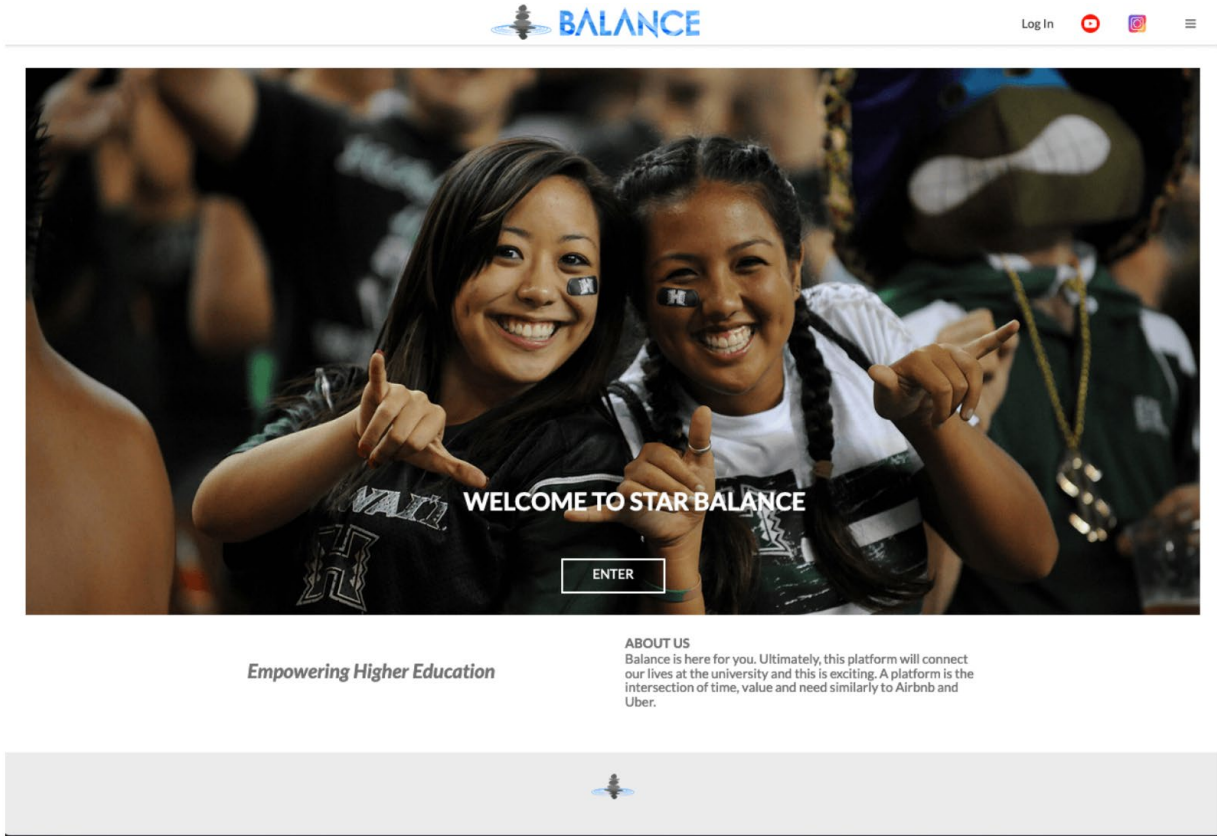 BALANCE
Log In
H
H
WAI'I
H
WELCOME TO STAR BALANCE
ENTER
Empowering Higher Education
ABOUT US
Balance is here for you. Ultimately, this platform will connect
our lives at the university and this is exciting. A platform is the
intersection of time, value and need similarly to Airbnb and
Uber.